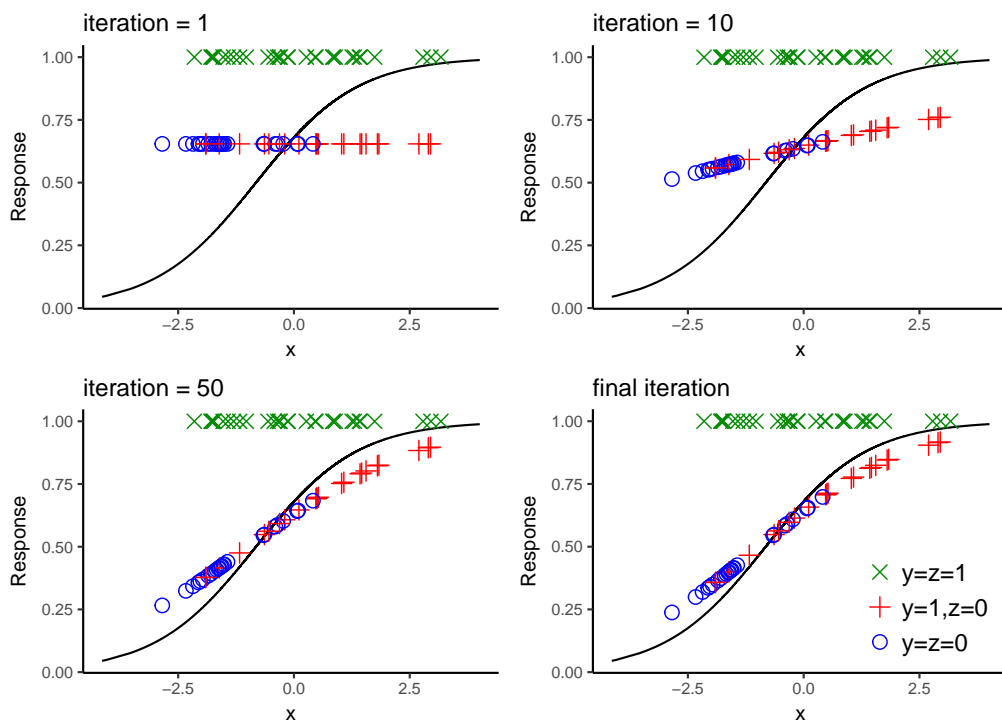 iteration = 1
1.00
0.75
0.50
0.25
0.00
Response
−2.5
0.0
2.5
x
iteration = 10
1.00
0.75
0.50
0.25
0.00
Response
−2.5
0.0
2.5
x
iteration = 50
1.00
0.75
0.50
0.25
0.00
Response
−2.5
0.0
2.5
x
final iteration
1.00
0.75
0.50
0.25
0.00
Response
−2.5
0.0
2.5
x
y=z=1
y=1,z=0
y=z=0